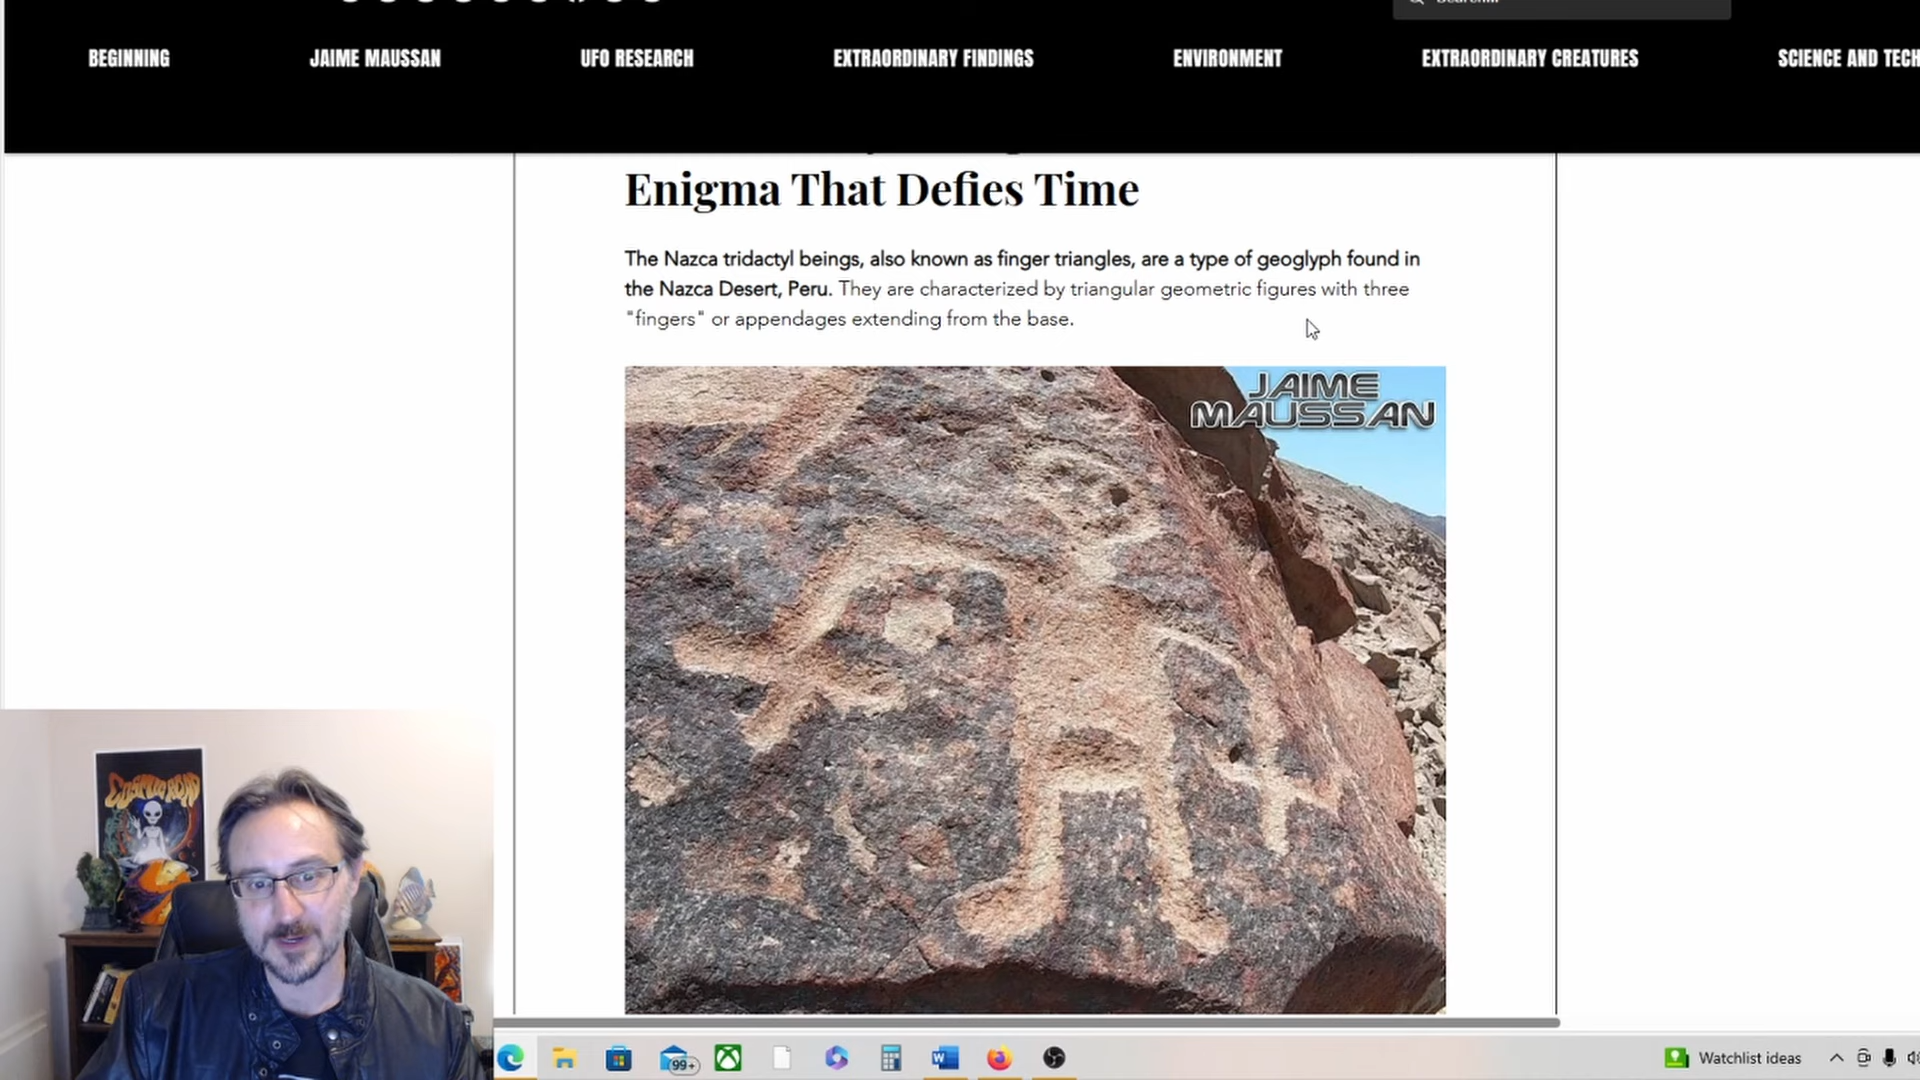 BEGINNING JAIME MAUSSAN UFO RESEARCH EXTRAORDINARY FINDINGS ENVIRONMENT EXTRAORDINARY CREATURES SCIENCE AND TECH
Enigma That Defies Time
The Nazca tridactyl beings, also known as finger triangles, are a type of geoglyph found in
the Nazca Desert, Peru. They are characterized by triangular geometric figures with three
"fingers" or appendages extending from the base.
JAIME
MAUSSAN
99+
Watchlist ideas